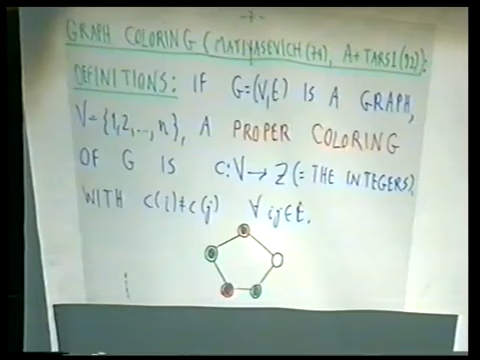 -7-
GRAPH COLORING (MATIYASEVICH(74), A+TARSI(92)):
DEFINITIONS: IF G=(V,E) IS A GRAPH,
V={1,2,...,n}, A PROPER COLORING
OF G IS c:V→Z(=THE INTEGERS)
WITH c(i)≠c(j) ∀ ij∈E.